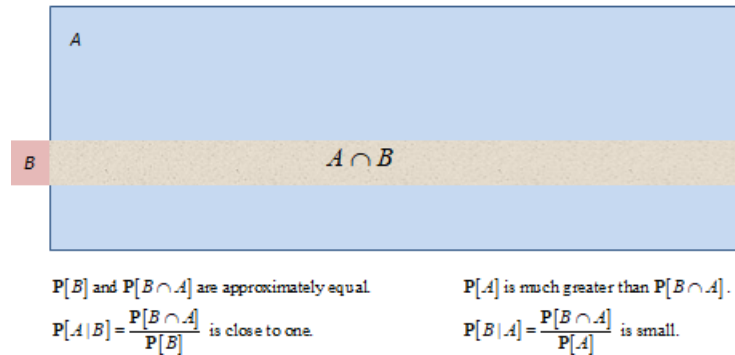 A
B
A ∩ B
P[B] and P[B ∩ A] are approximately equal.
P[A | B] = P[B ∩ A] / P[B] is close to one.
P[A] is much greater than P[B ∩ A].
P[B | A] = P[B ∩ A] / P[A] is small.